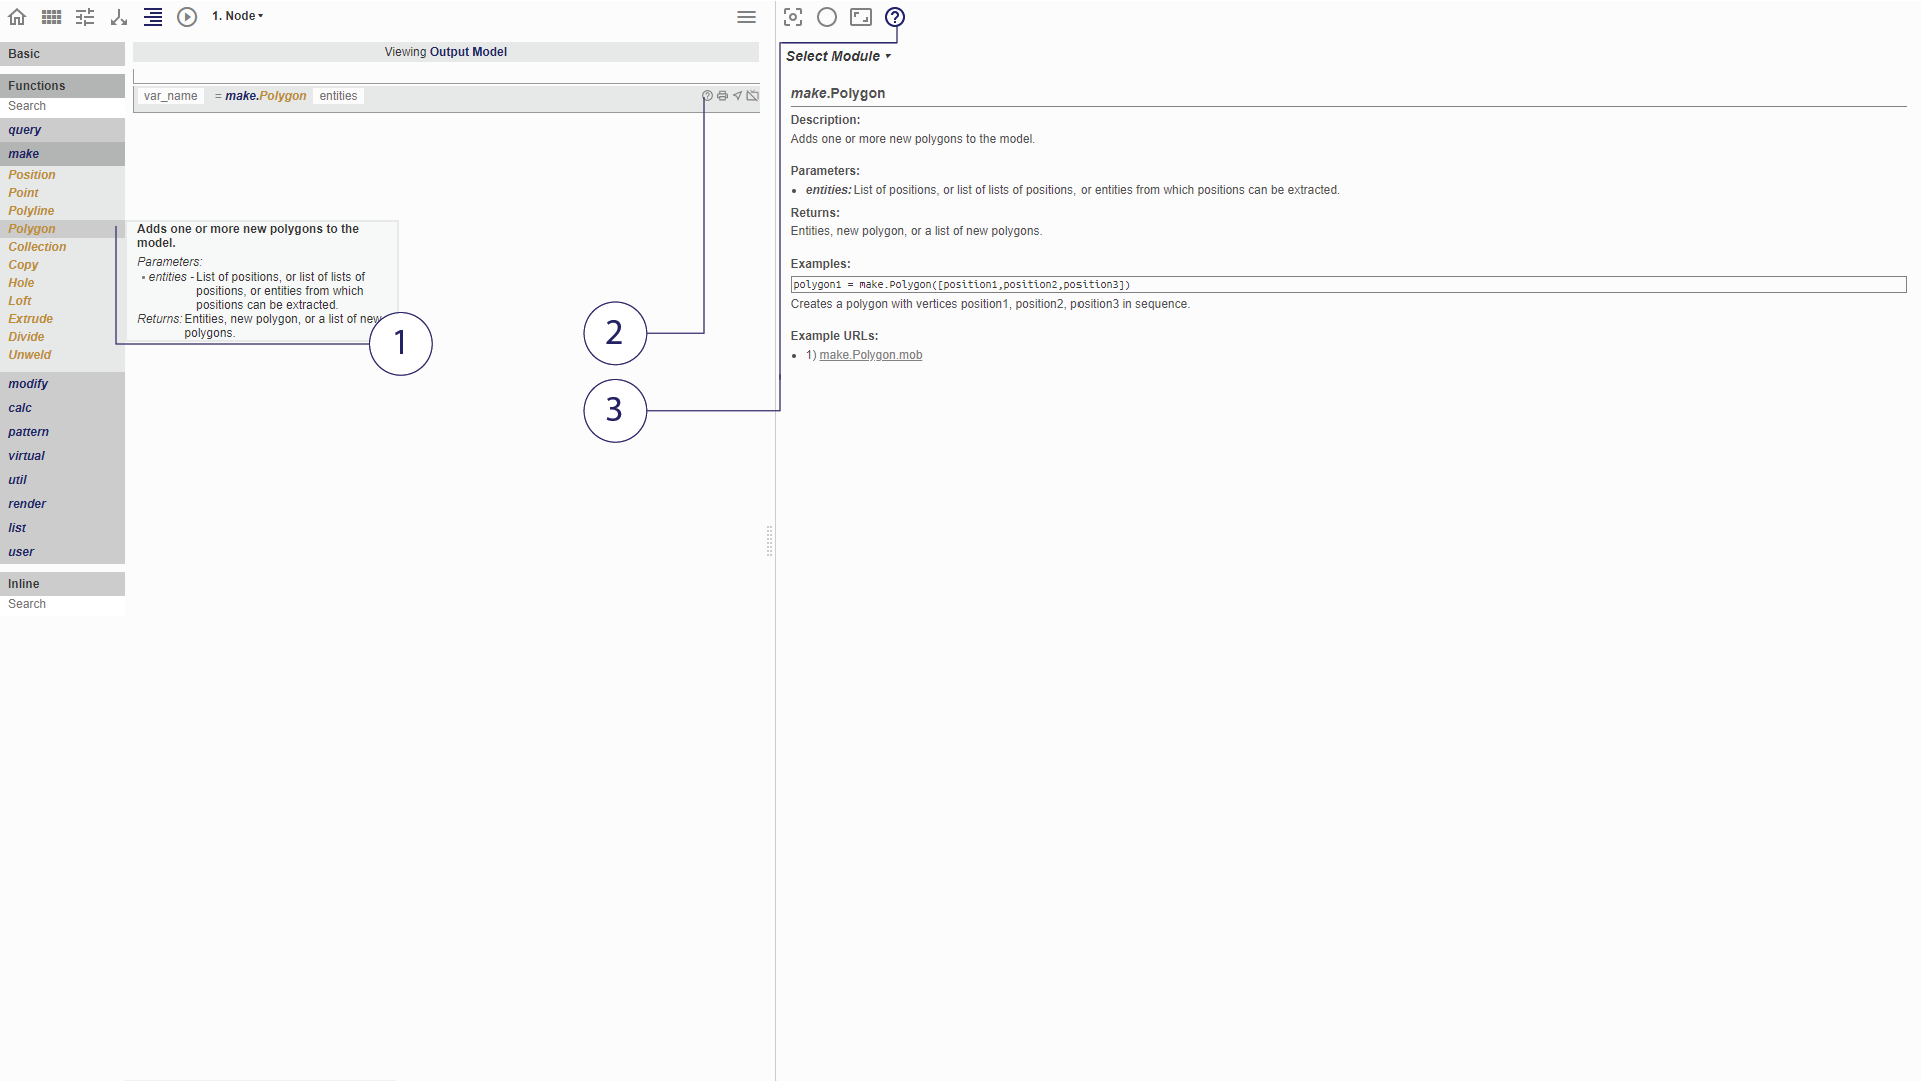 1. Node
Basic
Functions
Search
query
make
Position
Point
Polyline
Polygon
Collection
Copy
Hole
Loft
Extrude
Divide
Unweld
modify
calc
pattern
virtual
util
render
list
user
Inline
Search
Viewing Output Model
var_name = make.Polygon entities
Adds one or more new polygons to the
model.
Parameters:
• entities - List of positions, or list of lists of
positions, or entities from which
positions can be extracted.
Returns: Entities, new polygon, or a list of new
polygons.
1
2
3
?
Select Module
make.Polygon
Description:
Adds one or more new polygons to the model.
Parameters:
• entities: List of positions, or list of lists of positions, or entities from which positions can be extracted.
Returns:
Entities, new polygon, or a list of new polygons.
Examples:
polygon1 = make.Polygon([position1,position2,position3])
Creates a polygon with vertices position1, position2, position3 in sequence.
Example URLs:
• 1) make.Polygon.mob